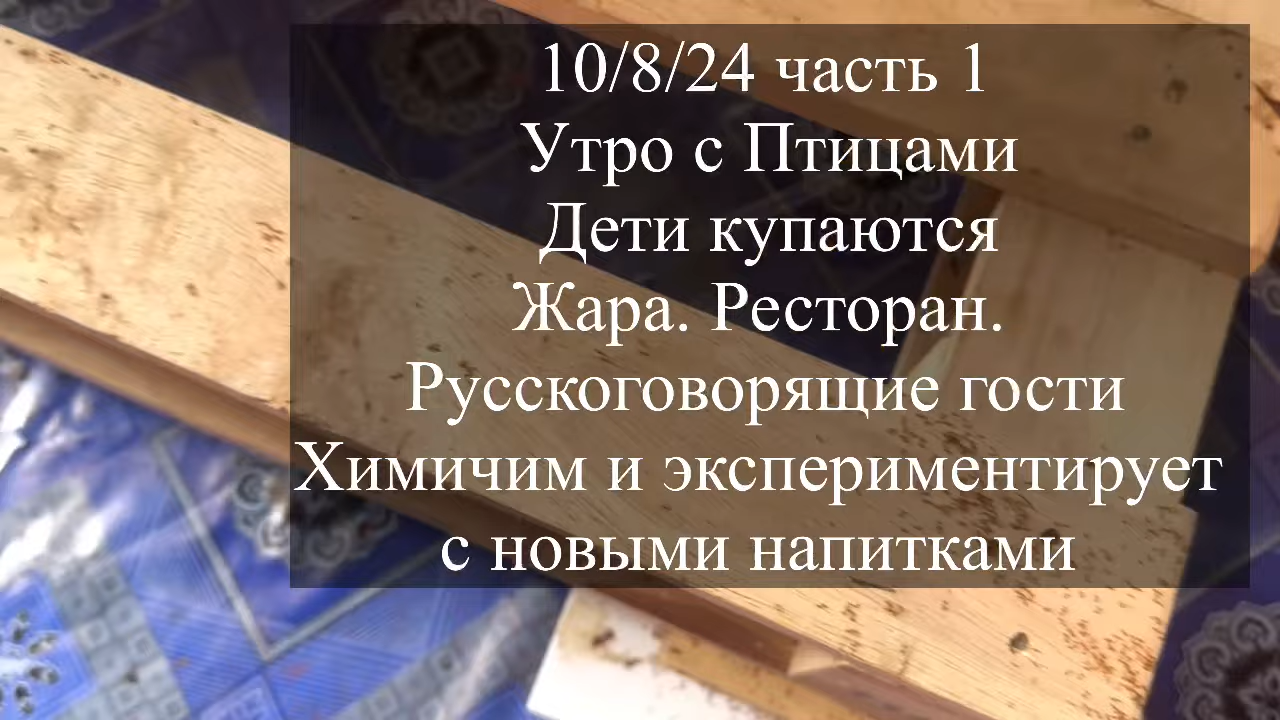 10/8/24 часть 1
Утро с Птицами
Дети купаются
Жара. Ресторан.
Русскоговорящие гости
Химичим и экспериментирует
с новыми напитками